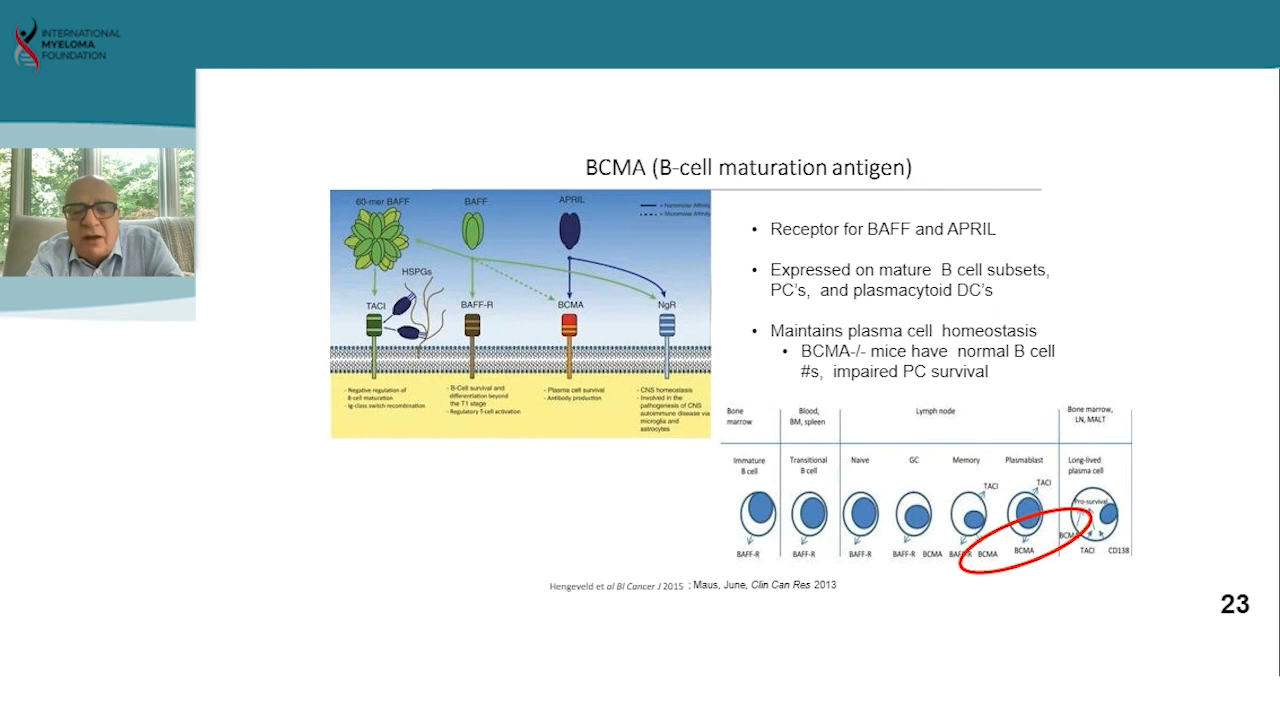 INTERNATIONAL
MYELOMA
FOUNDATION
BCMA (B-cell maturation antigen)
60-mer BAFF
BAFF
APRIL
= Nanomolar Affinity
= Micromolar Affinity
HSPGs
TACI
BAFF-R
BCMA
NgR
- Negative regulation of
B-cell maturation
- Ig-class switch recombination
- B-Cell survival and
differentiation beyond
the T1 stage
- Regulatory T-cell activation
- Plasma cell survival
- Antibody production
- CNS homeostasis
- Involved in the
pathogenesis of CNS
autoimmune disease via
microglia and
astrocytes
• Receptor for BAFF and APRIL
• Expressed on mature B cell subsets,
PC's, and plasmacytoid DC's
• Maintains plasma cell homeostasis
• BCMA-/- mice have normal B cell
#s, impaired PC survival
Bone
marrow
Blood,
BM, spleen
Lymph node
Bone marrow,
LN, MALT
Immature
B cell
Transitional
B cell
Naive
GC
Memory
Plasmablast
Long-lived
plasma cell
TACI
TACI
Pro-survival
BCMA
BAFF-R
BAFF-R
BAFF-R
BAFF-R BCMA
BAFF-R BCMA
BCMA
TACI
CD138
Hengeveld et al Bl Cancer J 2015 ; Maus, June, Clin Can Res 2013
23